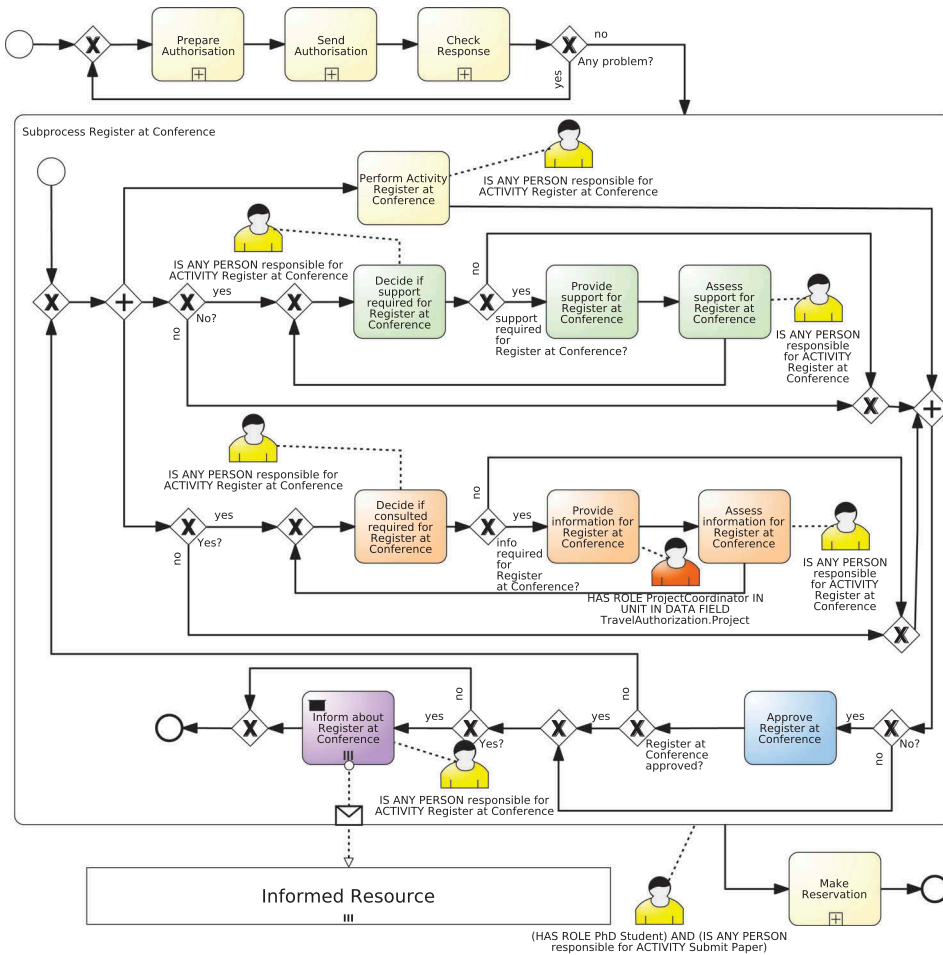 Prepare
Authorisation
Send
Authorisation
Check
Response
no
Any problem?
yes
Subprocess Register at Conference
Perform Activity
Register at
Conference
IS ANY PERSON responsible for
ACTIVITY Register at Conference
IS ANY PERSON responsible for
ACTIVITY Register at Conference
yes
No?
no
Decide if
support
required for
Register at
Conference
no
yes
support
required
for
Register at Conference?
Provide
support for
Register at
Conference
Assess
support for
Register at
Conference
IS ANY PERSON
responsible
for ACTIVITY
Register at
Conference
IS ANY PERSON responsible for
ACTIVITY Register at Conference
yes
Yes?
no
Decide if
consulted
required for
Register at
Conference
no
yes
info
required
for
Register
at Conference?
Provide
information for
Register at
Conference
Assess
information for
Register at
Conference
IS ANY PERSON
responsible
for ACTIVITY
Register at
Conference
HAS ROLE ProjectCoordinator IN
UNIT IN DATA FIELD
TravelAuthorization.Project
Inform about
Register at
Conference
yes
no
Yes?
yes
no
Register at
Conference
approved?
Approve
Register at
Conference
yes
No?
no
IS ANY PERSON responsible for
ACTIVITY Register at Conference
Informed Resource
Make
Reservation
(HAS ROLE PhD Student) AND (IS ANY PERSON
responsible for ACTIVITY Submit Paper)